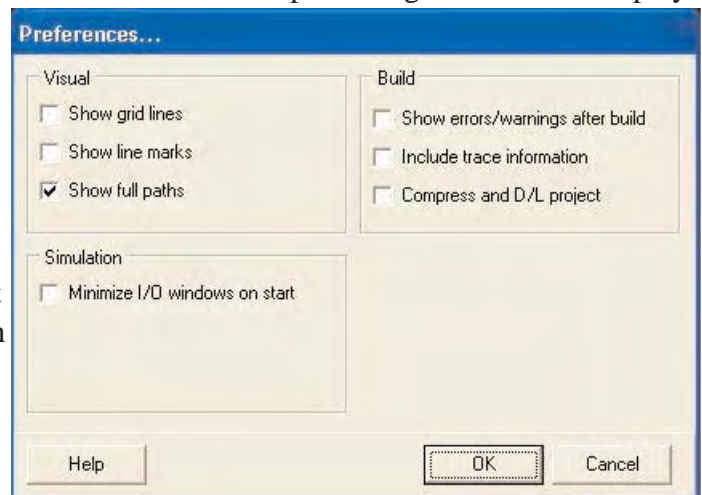 Preferences...
Visual
Show grid lines
Show line marks
Show full paths
Build
Show errors/warnings after build
Include trace information
Compress and D/L project
Simulation
Minimize I/O windows on start
Help
OK
Cancel